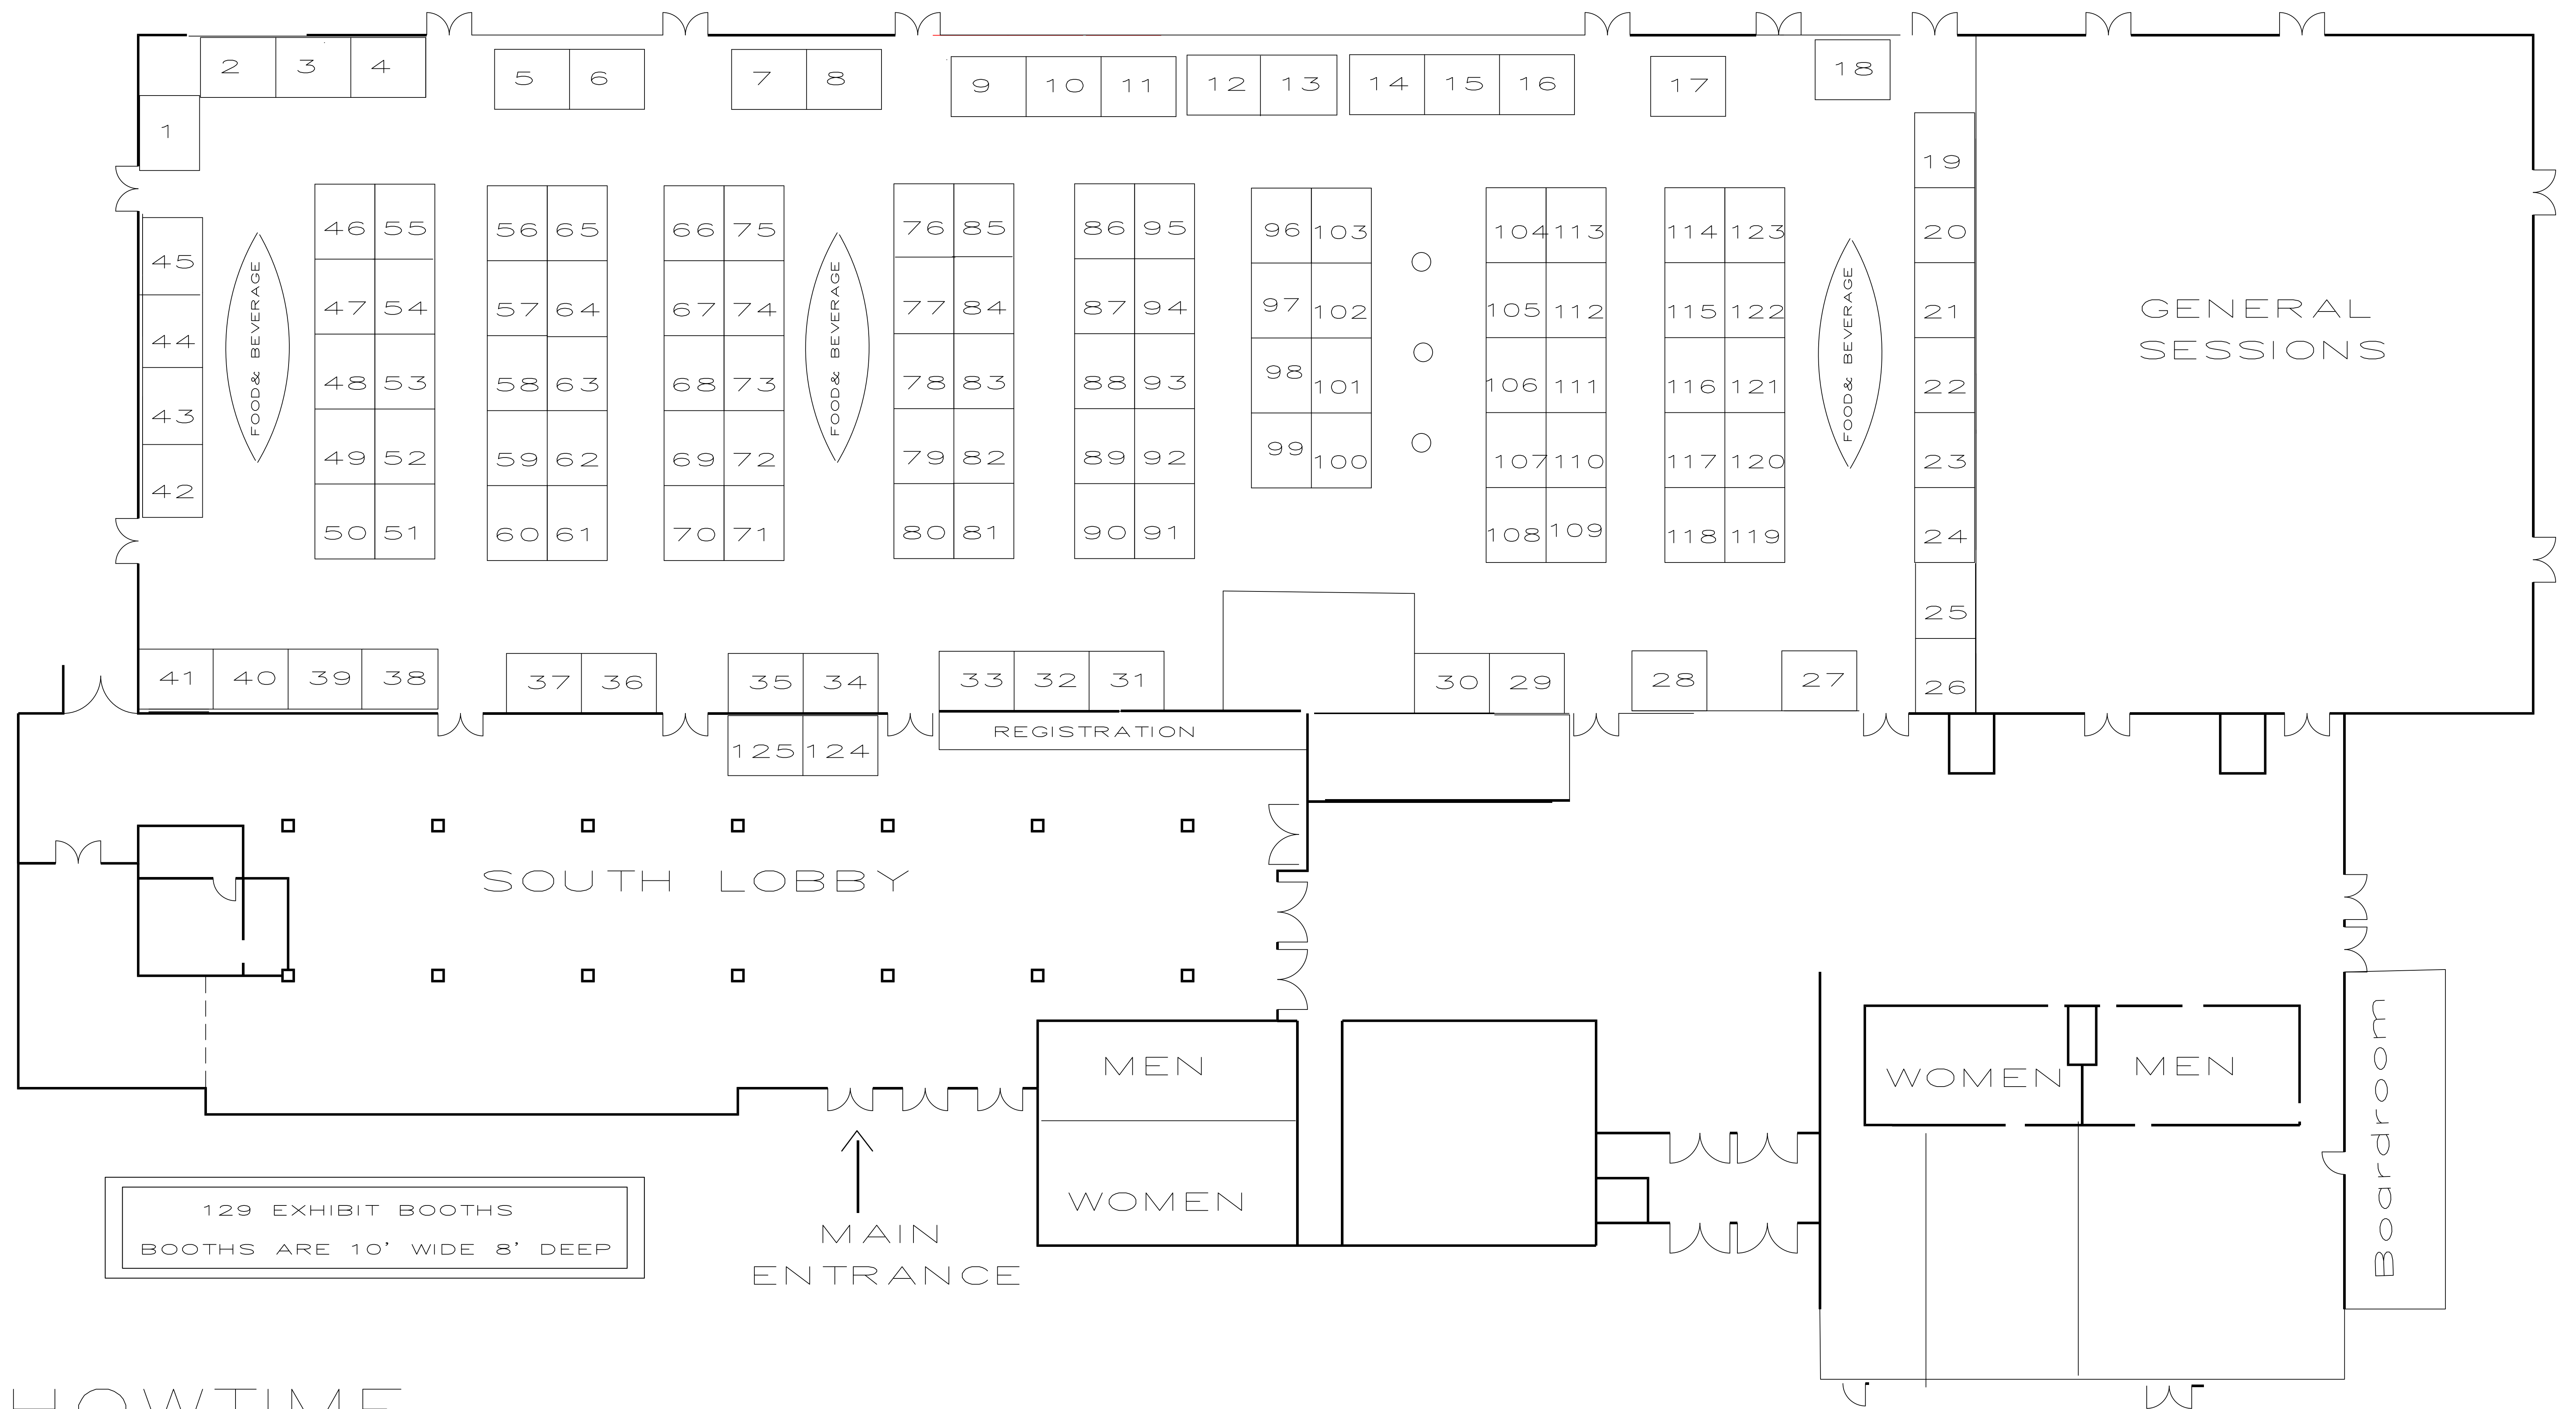 2 3 4 5 6 7 8 9 10 11 12 13 14 15 16 17 18
1
19
46 55 56 65 66 75 76 85 86 95 96 103 104 113 114 123 20
45
47 54 57 64 67 74 77 84 87 94 97 102 105 112 115 122 21
44
48 53 58 63 68 73 78 83 88 93 98 101 106 111 116 121 22
43
49 52 59 62 69 72 79 82 89 92 99 100 107 110 117 120 23
42
50 51 60 61 70 71 80 81 90 91 108 109 118 119 24
FOOD& BEVERAGE
FOOD& BEVERAGE
FOOD& BEVERAGE
GENERAL
SESSIONS
25
41 40 39 38 37 36 35 34 33 32 31 30 29 28 27 26
125 124
REGISTRATION
SOUTH LOBBY
MEN
WOMEN
WOMEN
MEN
Boardroom
129 EXHIBIT BOOTHS
BOOTHS ARE 10' WIDE 8' DEEP
MAIN
ENTRANCE
HOWTIME